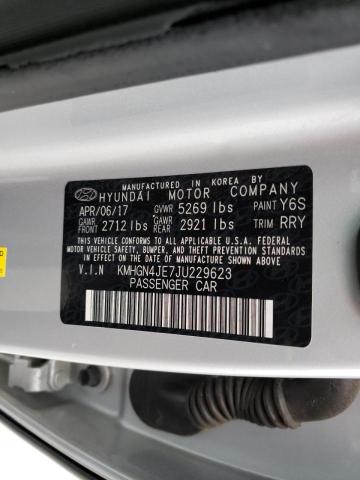 MANUFACTURED IN KOREA BY
HYUNDAI MOTOR COMPANY
APR/06/17 GVWR 5269 lbs PAINT Y6S
GAWR FRONT 2712 lbs GAWR REAR 2921 lbs TRIM RRY
THIS VEHICLE CONFORMS TO ALL APPLICABLE FEDERAL
MOTOR VEHICLE SAFETY, BUMPER, AND THEFT PREVENTION
STANDARDS IN EFFECT ON THE DATE OF MANUFACTURE
SHOWN ABOVE.
V.I.N KMHGN4JE7JU229623
PASSENGER CAR